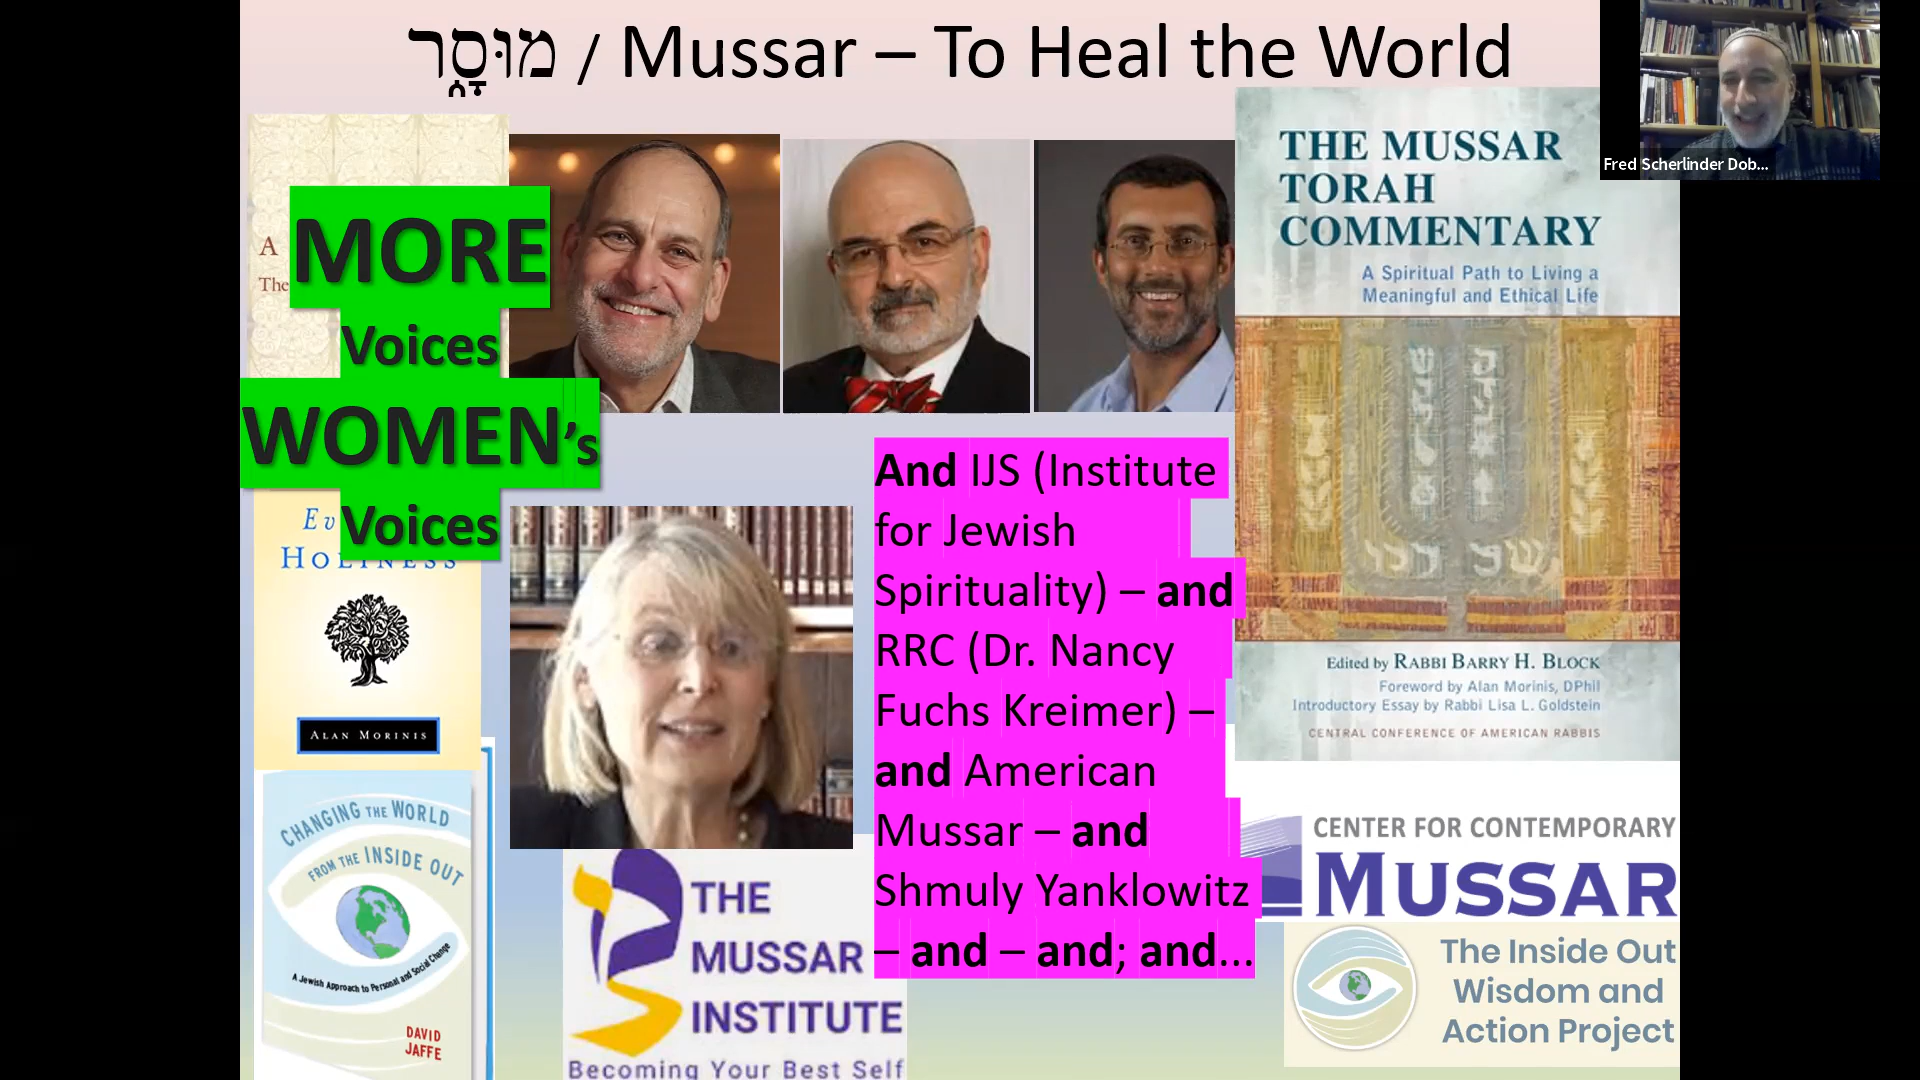 מוּסָר / Mussar – To Heal the World
Fred Scherlinder Dob...
A
The
MORE
Voices
WOMEN's
Voices
HOLINESS
ALAN MORINIS
CHANGING THE WORLD
FROM THE INSIDE OUT
A Jewish Approach to Personal and Social Change
DAVID
JAFFE
THE
MUSSAR
INSTITUTE
Becoming Your Best Self
And IJS (Institute
for Jewish
Spirituality) – and
RRC (Dr. Nancy
Fuchs Kreimer) –
and American
Mussar – and
Shmuly Yanklowitz
– and – and; and...
THE MUSSAR
TORAH
COMMENTARY
A Spiritual Path to Living a
Meaningful and Ethical Life
Edited by RABBI BARRY H. BLOCK
Foreword by Alan Morinis, DPhil
Introductory Essay by Rabbi Lisa L. Goldstein
CENTRAL CONFERENCE OF AMERICAN RABBIS
CENTER FOR CONTEMPORARY
MUSSAR
The Inside Out
Wisdom and
Action Project